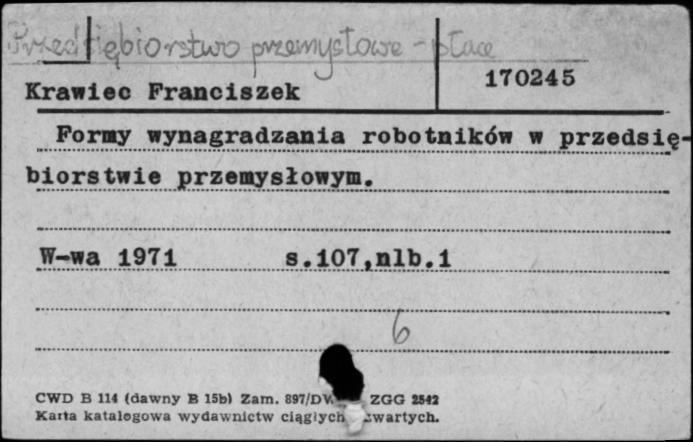 Przedsiębiorstwo przemysłowe - płace
170245
Krawiec Franciszek
Formy wynagradzania robotników w przedsię-
biorstwie przemysłowym.
W-wa 1971 s.107,nlb.1
6
CWD B 114 (dawny B 15b) Zam. 897/DW ZGG 2542
Karta katalogowa wydawnictw ciągłych zwartych.